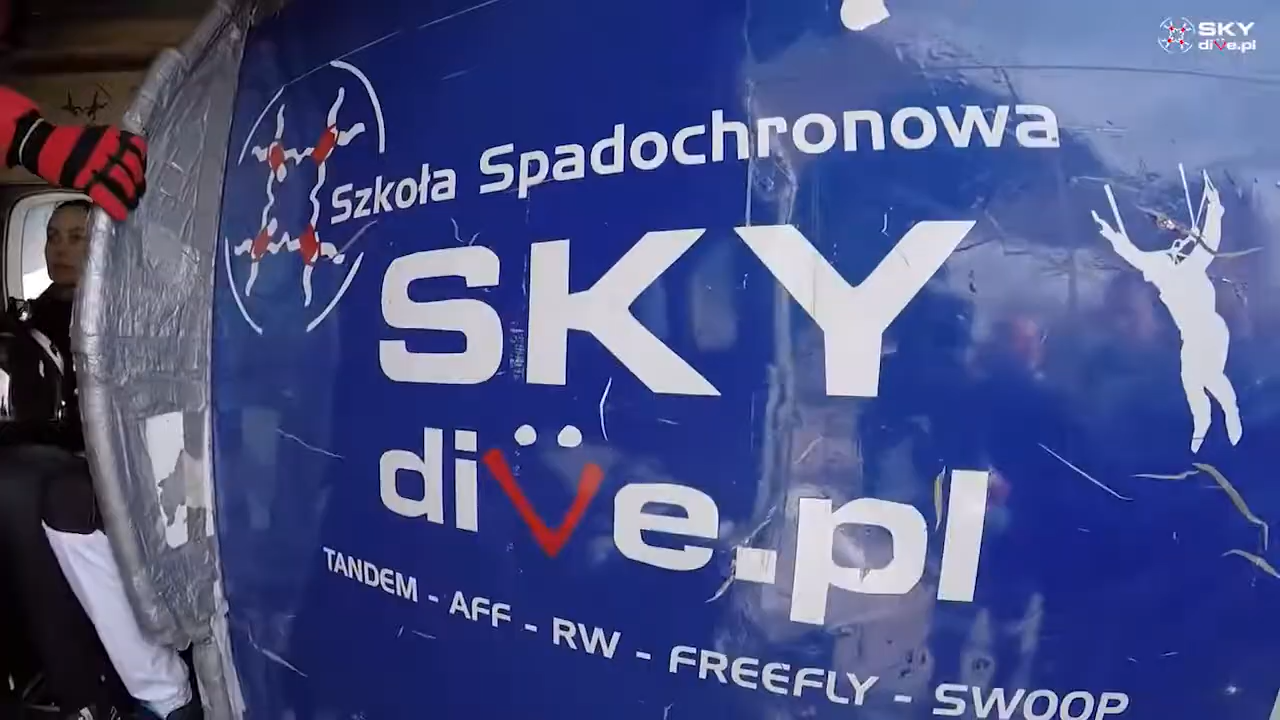 SKY
dive.pl
Szkoła Spadochronowa
SKY
dive.pl
TANDEM - AFF - RW - FREEFLY - SWOOP